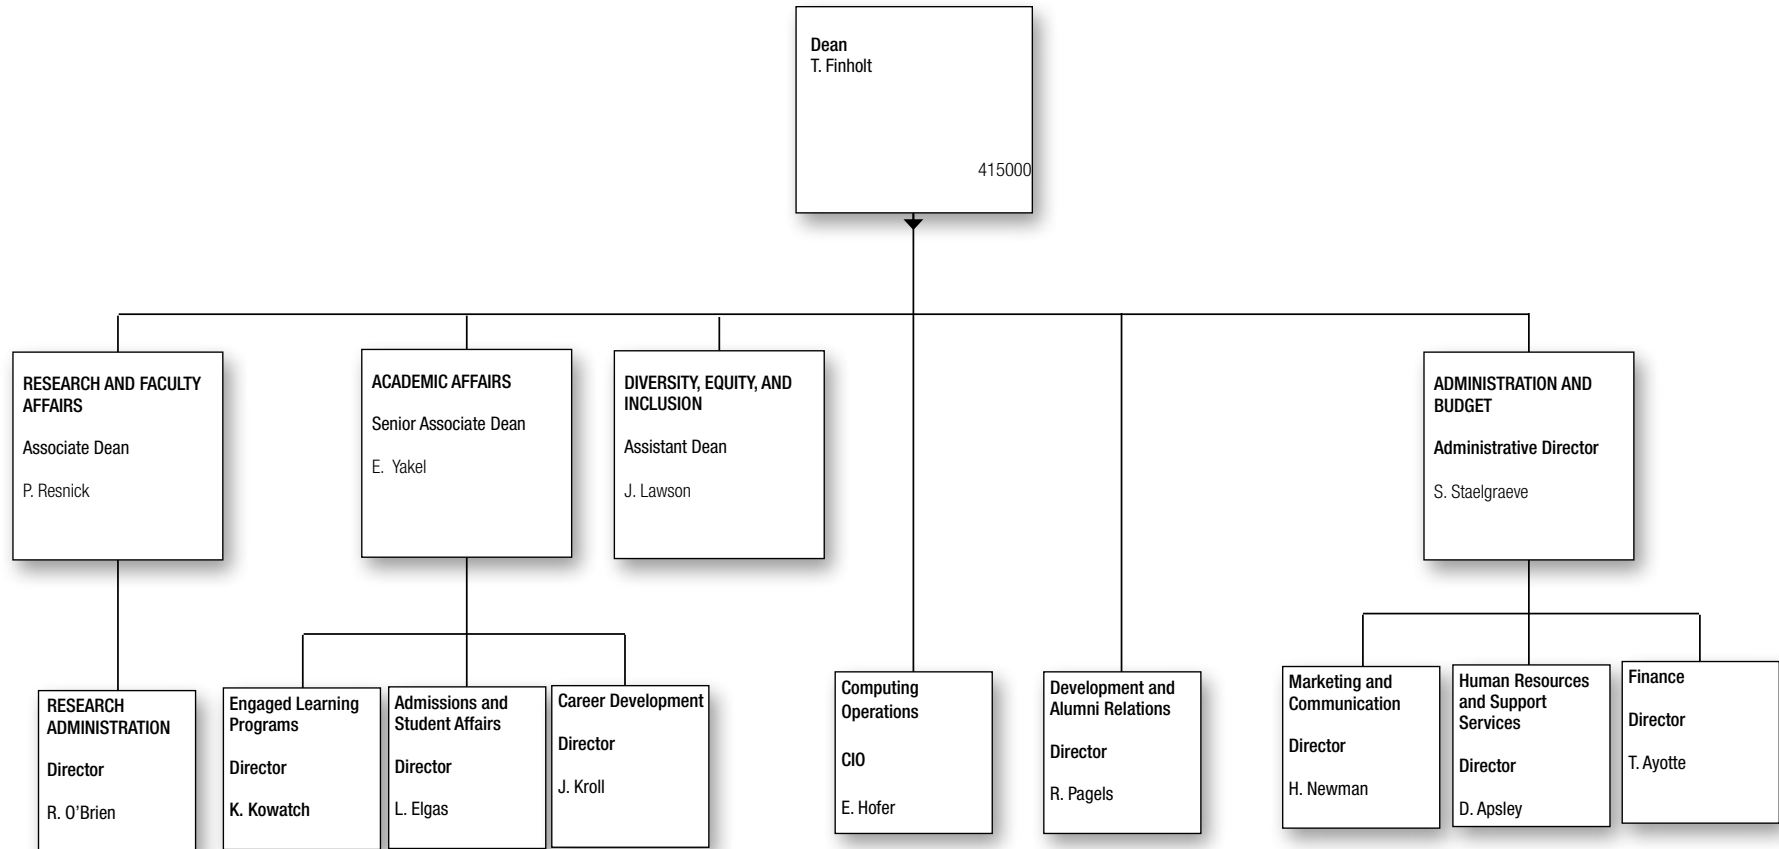 Dean
T. Finholt
415000
RESEARCH AND FACULTY
AFFAIRS
Associate Dean
P. Resnick
ACADEMIC AFFAIRS
Senior Associate Dean
E. Yakel
DIVERSITY, EQUITY, AND
INCLUSION
Assistant Dean
J. Lawson
ADMINISTRATION AND
BUDGET
Administrative Director
S. Staelgraeve
RESEARCH
ADMINISTRATION
Director
R. O’Brien
Engaged Learning
Programs
Director
K. Kowatch
Admissions and
Student Affairs
Director
L. Elgas
Career Development
Director
J. Kroll
Computing
Operations
CIO
E. Hofer
Development and
Alumni Relations
Director
R. Pagels
Marketing and
Communication
Director
H. Newman
Human Resources
and Support
Services
Director
D. Apsley
Finance
Director
T. Ayotte